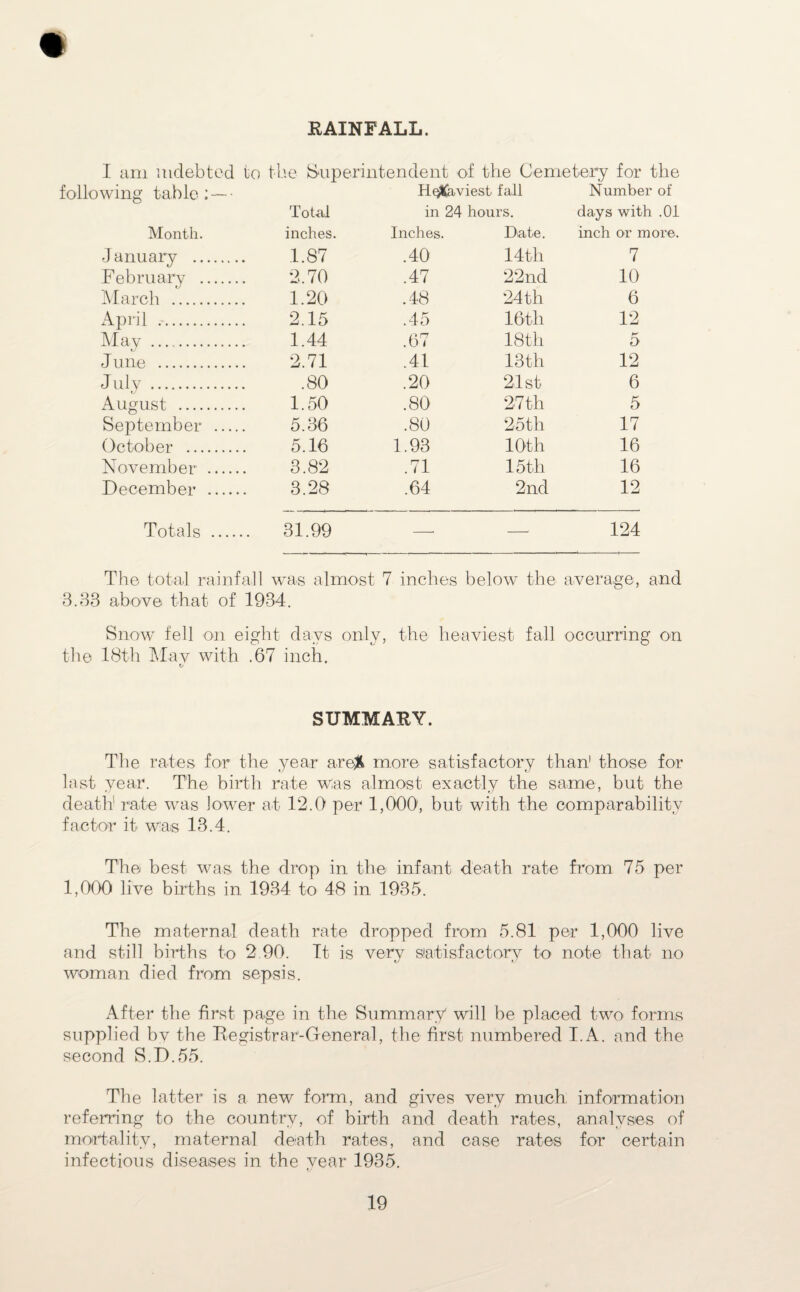 RAINFALL.
I am indebted to the Superintendent of the Cemetery for the
following table :—
Heaviest fall Number of
Total in 24 hours. days with .01
Month. inches. Inches. Date. inch or more.
January ........ 1.87 .40 14th 7
February ....... 2.70 .47 22nd 10
March ........... 1.20 .48 24th 6
April ............. 2.15 .45 16th 12
May .............. 1.44 .67 18th 5
June ............. 2.71 .41 13th 12
July .............. .80 .20 21st 6
August .......... 1.50 .80 27th 5
September ..... 5.36 .80 25th 17
October ......... 5.16 1.93 10th 16
November ...... 3.82 .71 15th 16
December ...... 3.28 .64 2nd 12
Totals ...... 31.99 — — 124
The total rainfall was almost 7 inches below the average, and
3.33 above that of 1934.
Snow fell on eight days only, the heaviest fall occurring on
the 18th May with .67 inch.
SUMMARY.
The rates for the year are more satisfactory than those for
last year. The birth rate was almost exactly the same, but the
death rate was lower at 12.0 per 1,000, but with the comparability
factor it was 13.4.
The best was the drop in the infant death rate from 75 per
1,000 live births in 1934 to 48 in 1935.
The maternal death rate dropped from 5.81 per 1,000 live
and still births to 2.90. It is very satisfactory to note that no
woman died from sepsis.
After the first page in the Summary will be placed two forms
supplied by the Registrar-General, the first numbered I.A. and the
second S.D.55.
The latter is a new form, and gives very much information
referring to the country, of birth and death rates, analyses of
mortality, maternal death rates, and case rates for certain
infectious diseases in the year 1935.
19